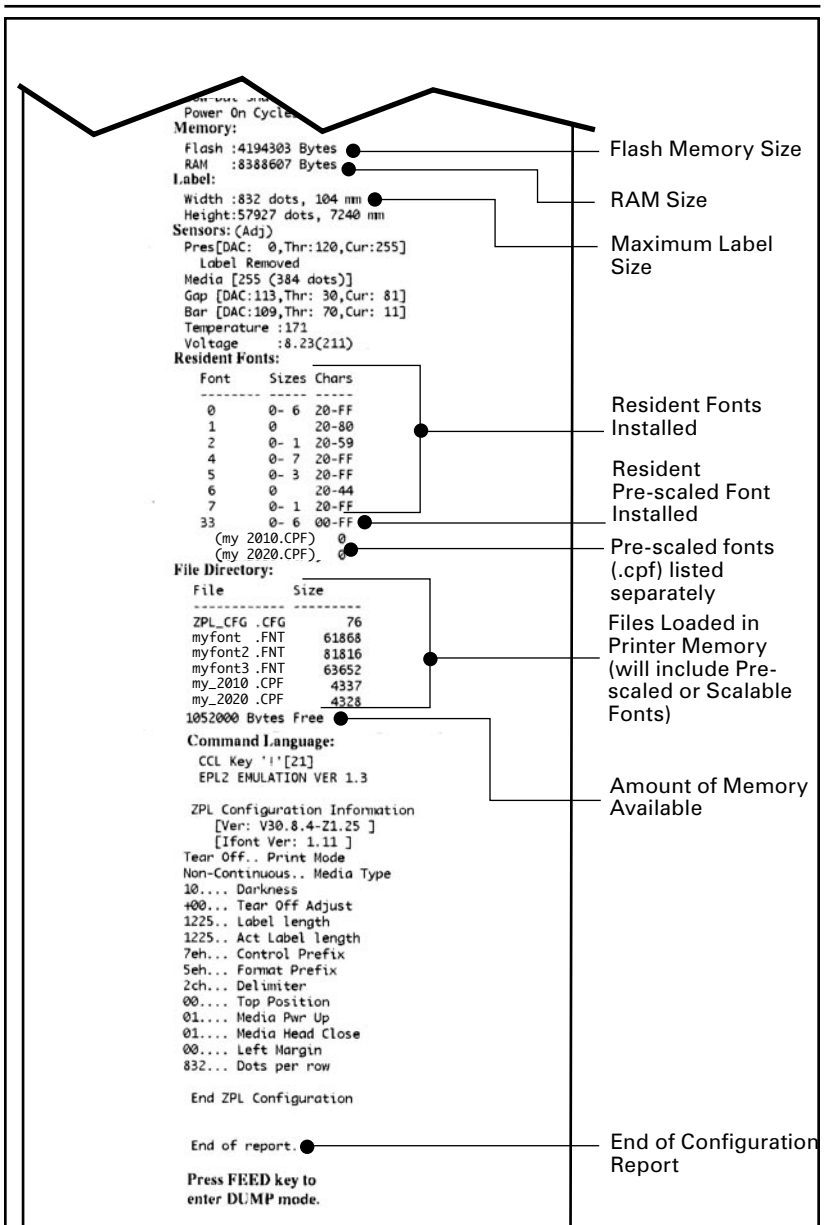 Power On Cycles
Memory:
Flash :4194303 Bytes
RAM :8388607 Bytes
Label:
Width :832 dots, 104 mm
Height:57927 dots, 7240 mm
Sensors: (Adj)
Pres[DAC: 0,Thr:120,Cur:255]
Label Removed
Media [255 (384 dots)]
Gap [DAC:113,Thr: 30,Cur: 81]
Bar [DAC:109,Thr: 70,Cur: 11]
Temperature :171
Voltage :8.23(211)
Resident Fonts:
Font Sizes Chars
-------- ----- -----
0 0- 6 20-FF
1 0 20-80
2 0- 1 20-59
4 0- 7 20-FF
5 0- 3 20-FF
6 0 20-44
7 0- 1 20-FF
33 0- 6 00-FF
(my 2010.CPF) 0
(my 2020.CPF) 0
File Directory:
File Size
------------ ---------
ZPL_CFG .CFG 76
myfont .FNT 61868
myfont2 .FNT 81816
myfont3 .FNT 63652
my_2010 .CPF 4337
my_2020 .CPF 4328
1052000 Bytes Free
Command Language:
CCL Key '!'[21]
EPL2 EMULATION VER 1.3
ZPL Configuration Information
[Ver: V30.8.4-Z1.25 ]
[Ifont Ver: 1.11 ]
Tear Off.. Print Mode
Non-Continuous.. Media Type
10.... Darkness
+00... Tear Off Adjust
1225.. Label length
1225.. Act Label length
7eh... Control Prefix
5eh... Format Prefix
2ch... Delimiter
00.... Top Position
01.... Media Pwr Up
01.... Media Head Close
00.... Left Margin
832... Dots per row
End ZPL Configuration
End of report.
Press FEED key to
enter DUMP mode.
Flash Memory Size
RAM Size
Maximum Label
Size
Resident Fonts
Installed
Resident
Pre-scaled Font
Installed
Pre-scaled fonts
(.cpf) listed
separately
Files Loaded in
Printer Memory
(will include Pre-
scaled or Scalable
Fonts)
Amount of Memory
Available
End of Configuration
Report